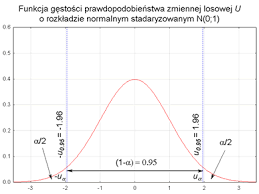 Funkcja gęstości prawdopodobieństwa zmiennej losowej U
o rozkładzie normalnym stadaryzowanym N(0;1)
0.6
0.5
0.4
0.3
0.2
0.1
0.0
-u0.95 = -1.96
u0.95 = 1.96
α/2
α/2
(1-α) = 0.95
-uα
uα
-3 -2 -1 0 1 2 3